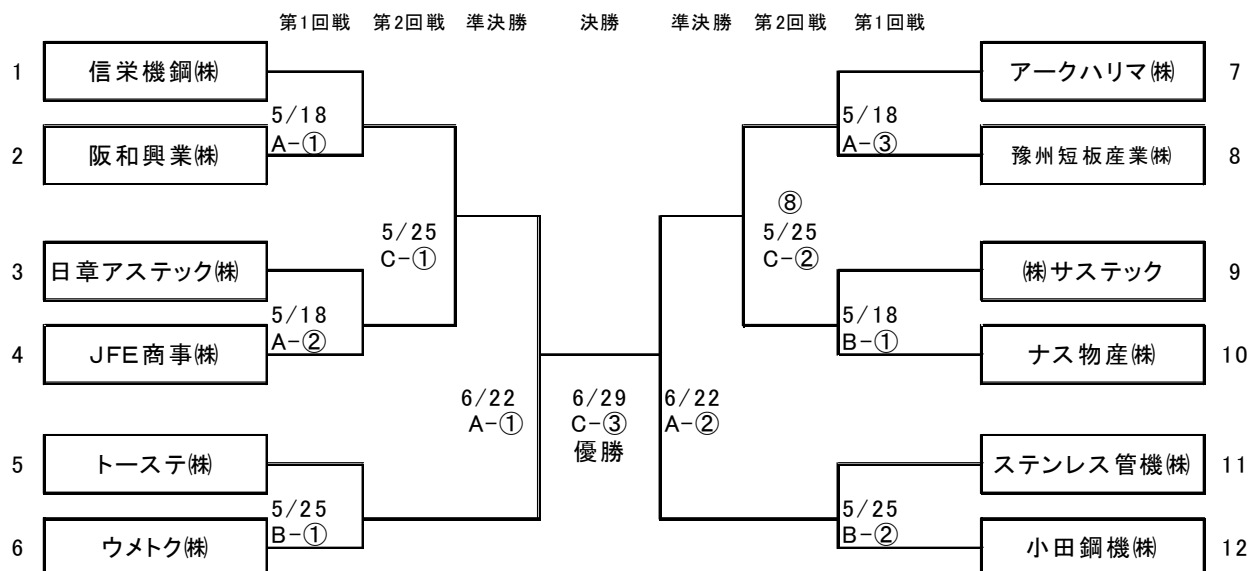 第1回戦 第2回戦 準決勝 決勝 準決勝 第2回戦 第1回戦
1 信栄機鋼㈱ アークハリマ㈱ 7
5/18 5/18
A-① A-③
2 阪和興業㈱ 豫州短板産業㈱ 8
⑧
5/25 5/25
C-① C-②
3 日章アステック㈱ ㈱サステック 9
5/18 5/18
A-② B-①
4 JFE商事㈱ ナス物産㈱ 10
6/22 6/29 6/22
A-① C-③ A-②
優勝
5 トーステ㈱ ステンレス管機㈱ 11
5/25 5/25
B-① B-②
6 ウメトク㈱ 小田鋼機㈱ 12